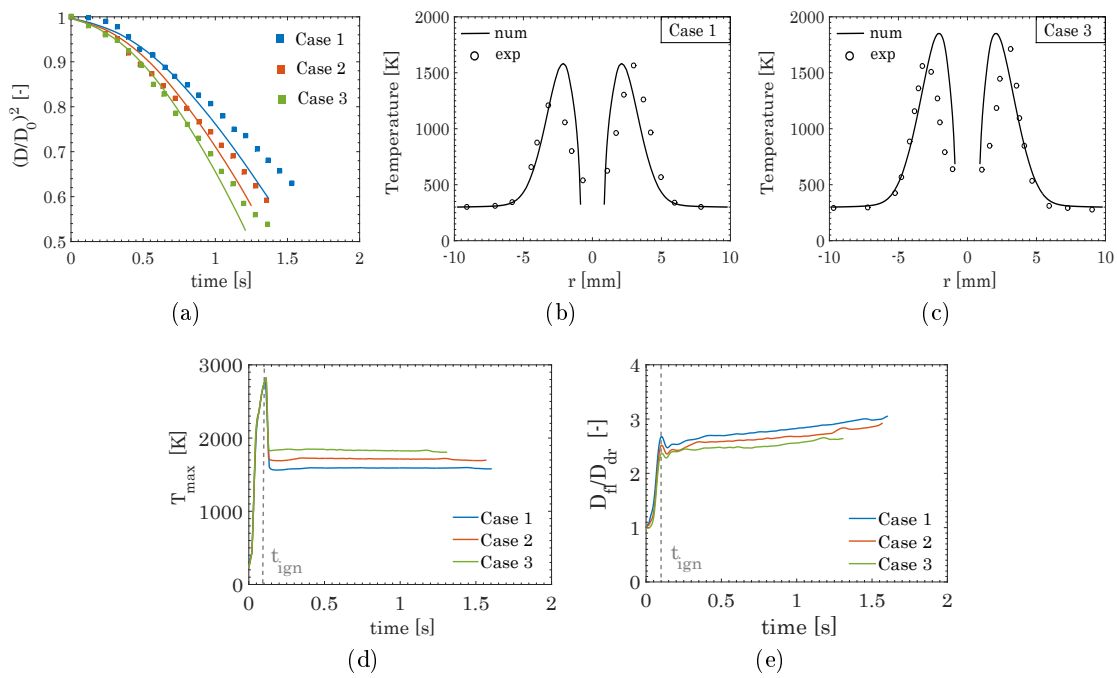 1
0.9
0.8
0.7
0.6
0.5
0
0.5
1
1.5
2
(D/D0)2 [-]
time [s]
Case 1
Case 2
Case 3
(a)
2000
1500
1000
500
0
-10
-5
0
5
10
Temperature [K]
r [mm]
num
exp
Case 1
(b)
2000
1500
1000
500
0
-10
-5
0
5
10
Temperature [K]
r [mm]
num
exp
Case 3
(c)
3000
2000
1000
0
0
0.5
1
1.5
2
Tmax [K]
time [s]
tign
Case 1
Case 2
Case 3
(d)
4
3
2
1
0
0
0.5
1
1.5
2
Dfl/Ddr [-]
time [s]
tign
Case 1
Case 2
Case 3
(e)